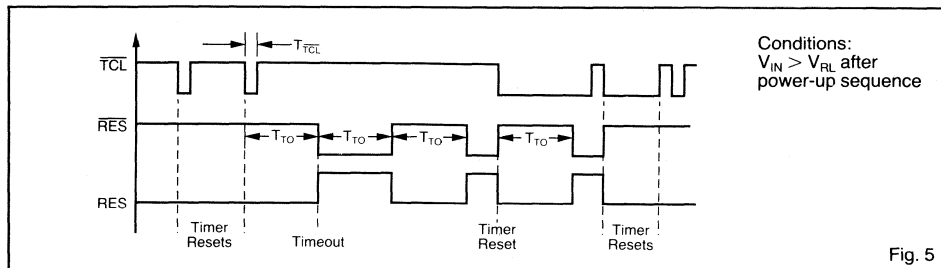 T_TCL
Conditions:
V_IN > V_RL after
power-up sequence
TCL
RES
T_TO
T_TO
T_TO
T_TO
RES
Timer
Resets
Timeout
Timer
Reset
Timer
Resets
Fig. 5